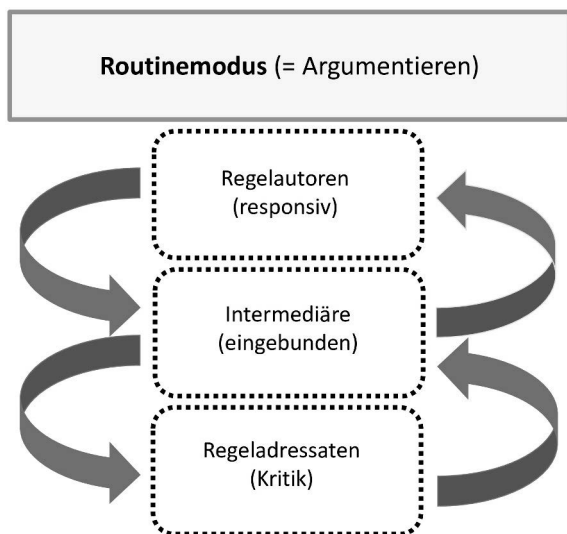 Routinemodus (= Argumentieren)
Regelautoren
(responsiv)
Intermediäre
(eingebunden)
Regeladressaten
(Kritik)